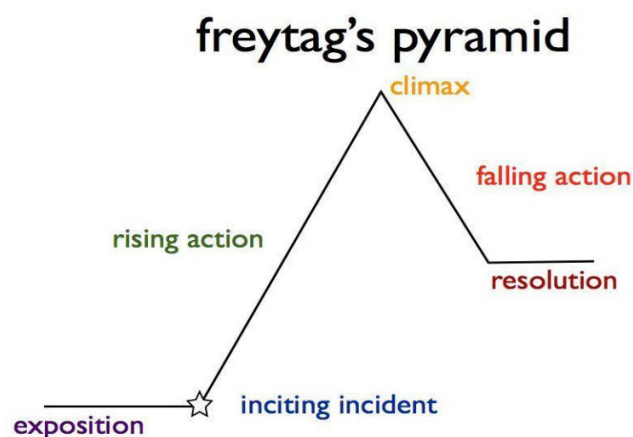 freytag's pyramid
climax
falling action
rising action
resolution
inciting incident
exposition